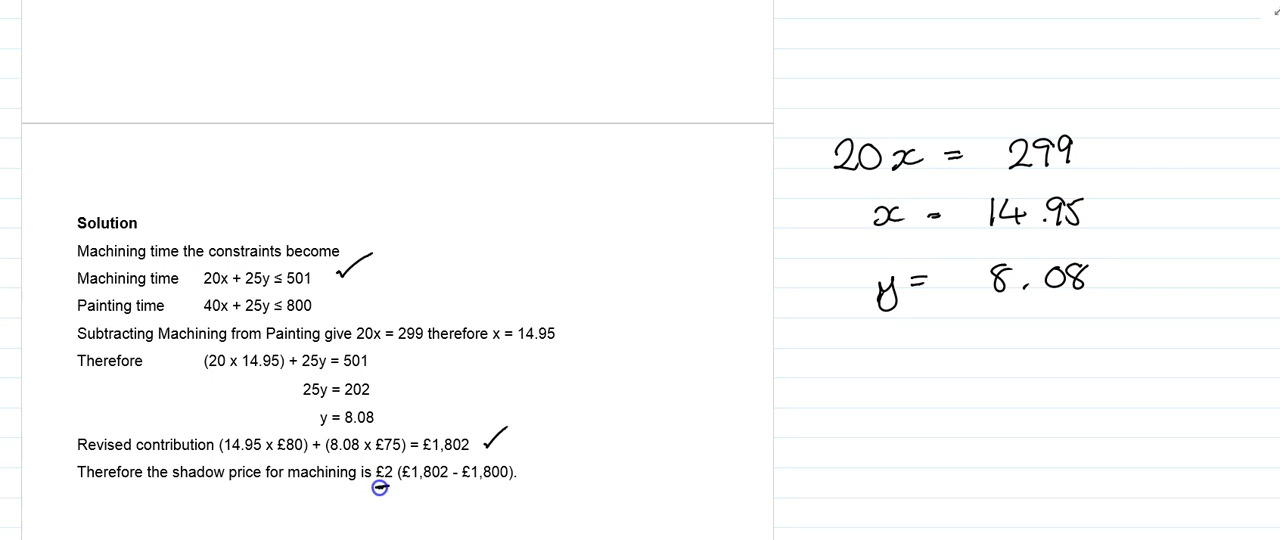 Solution
Machining time the constraints become
Machining time 20x + 25y ≤ 501
Painting time 40x + 25y ≤ 800
Subtracting Machining from Painting give 20x = 299 therefore x = 14.95
Therefore (20 x 14.95) + 25y = 501
25y = 202
y = 8.08
Revised contribution (14.95 x £80) + (8.08 x £75) = £1,802
Therefore the shadow price for machining is £2 (£1,802 - £1,800).
20x = 299
x = 14.95
y = 8.08